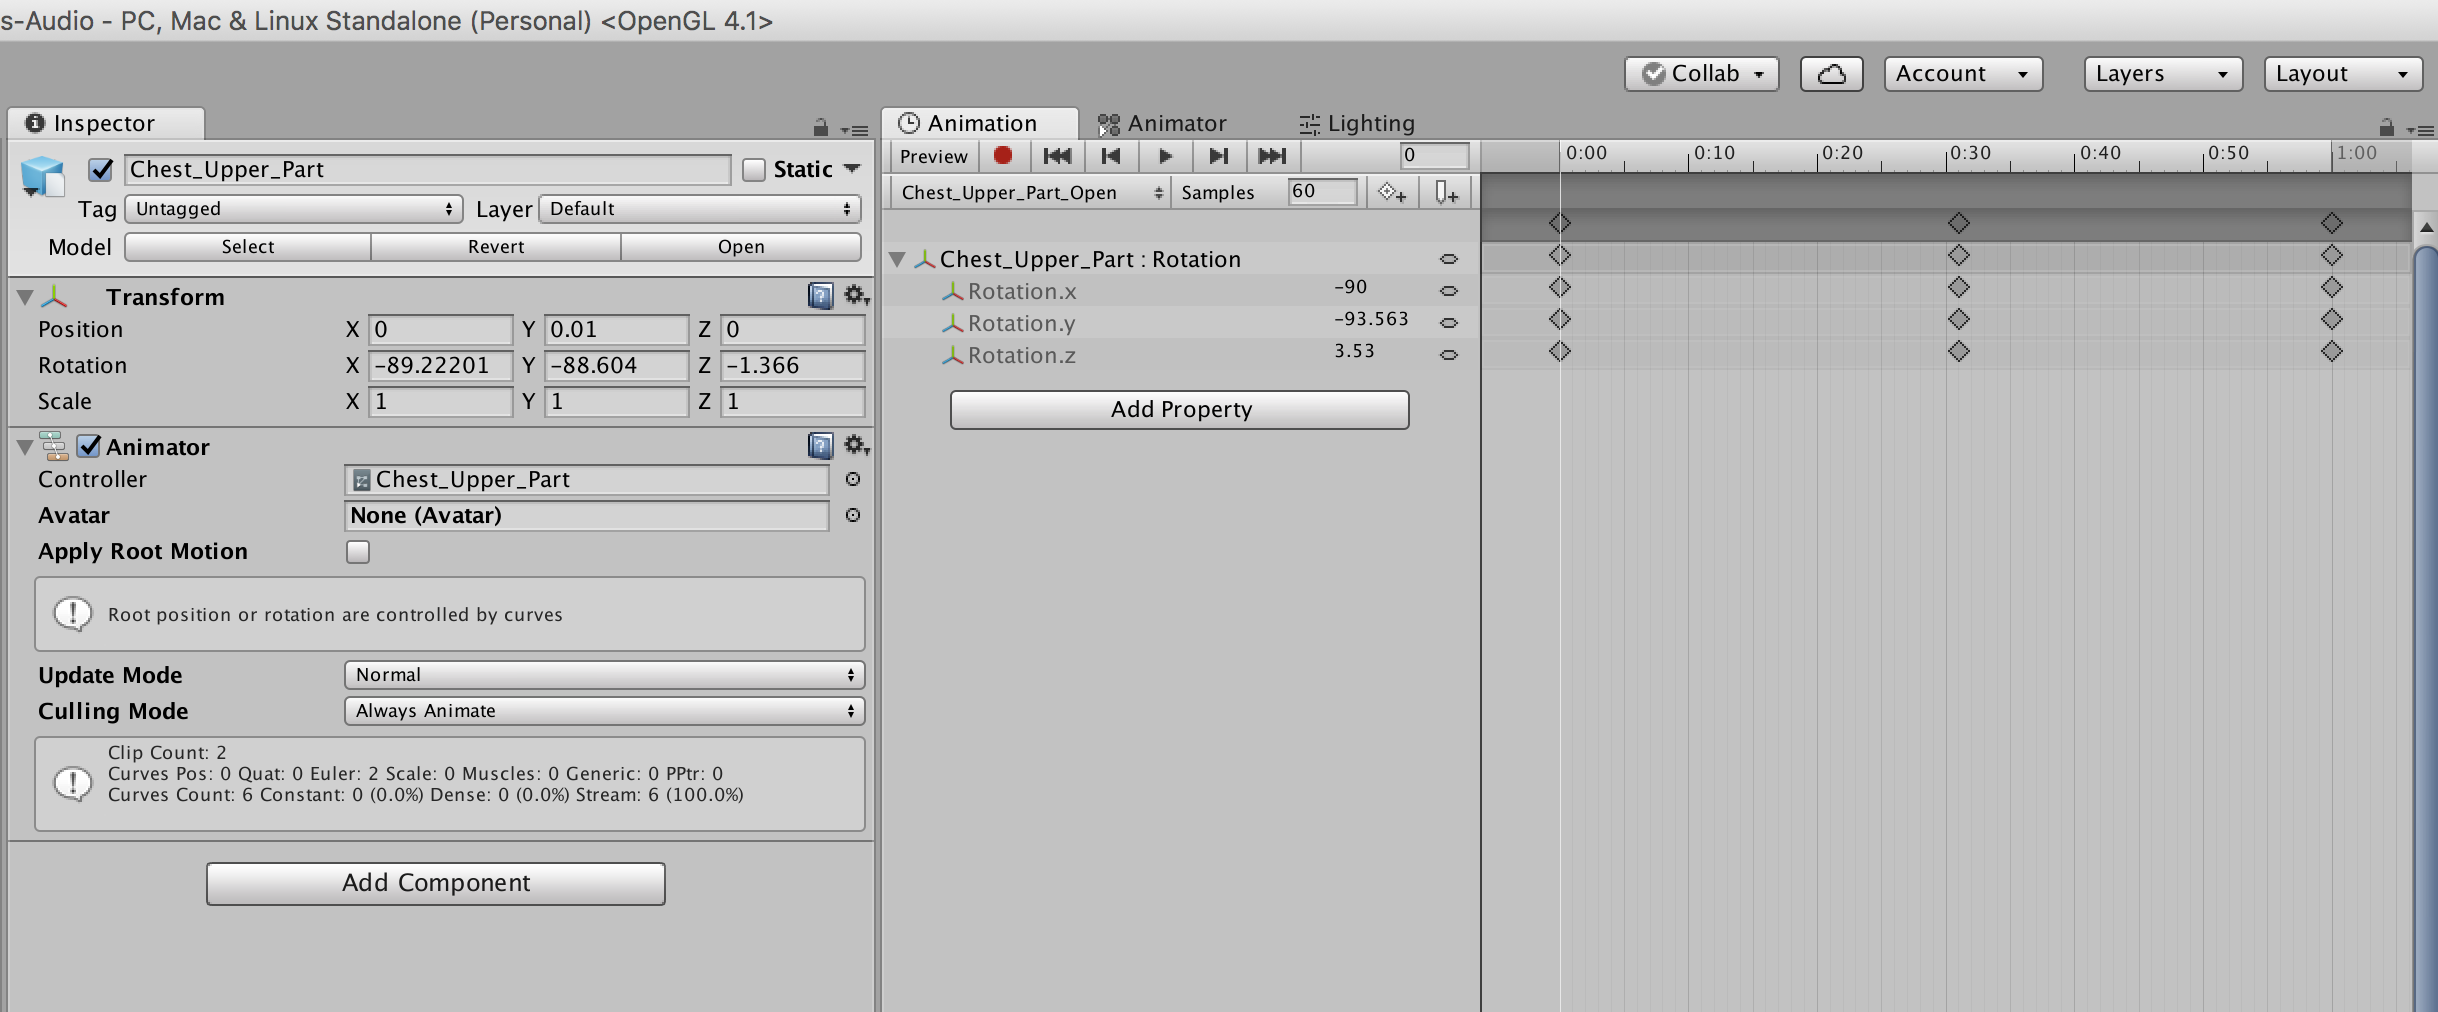 s-Audio - PC, Mac & Linux Standalone (Personal) <OpenGL 4.1>
Collab Account Layers Layout
Inspector
Chest_Upper_Part Static
Tag Untagged Layer Default
Model Select Revert Open
Transform
Position X 0 Y 0.01 Z 0
Rotation X -89.22201 Y -88.604 Z -1.366
Scale X 1 Y 1 Z 1
Animator
Controller Chest_Upper_Part
Avatar None (Avatar)
Apply Root Motion
Root position or rotation are controlled by curves
Update Mode Normal
Culling Mode Always Animate
Clip Count: 2
Curves Pos: 0 Quat: 0 Euler: 2 Scale: 0 Muscles: 0 Generic: 0 PPtr: 0
Curves Count: 6 Constant: 0 (0.0%) Dense: 0 (0.0%) Stream: 6 (100.0%)
Add Component
Animation Animator Lighting
Preview 0 0:00 0:10 0:20 0:30 0:40 0:50 1:00
Chest_Upper_Part_Open Samples 60
Chest_Upper_Part : Rotation
Rotation.x -90
Rotation.y -93.563
Rotation.z 3.53
Add Property